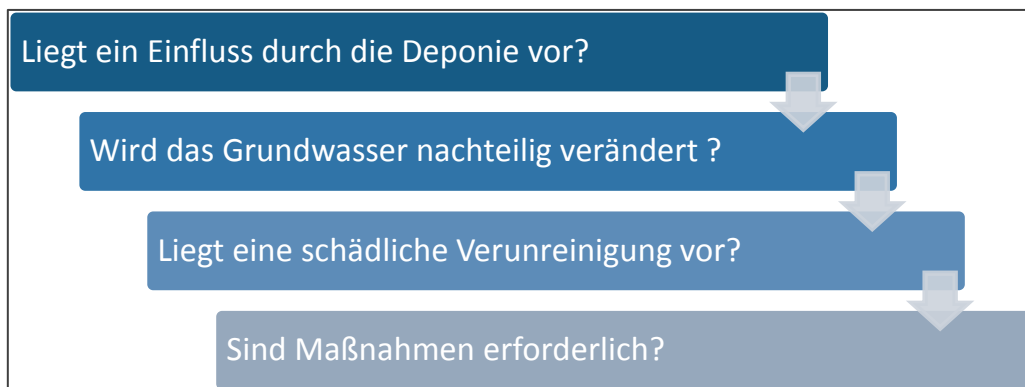 Liegt ein Einfluss durch die Deponie vor?
Wird das Grundwasser nachteilig verändert ?
Liegt eine schädliche Verunreinigung vor?
Sind Maßnahmen erforderlich?